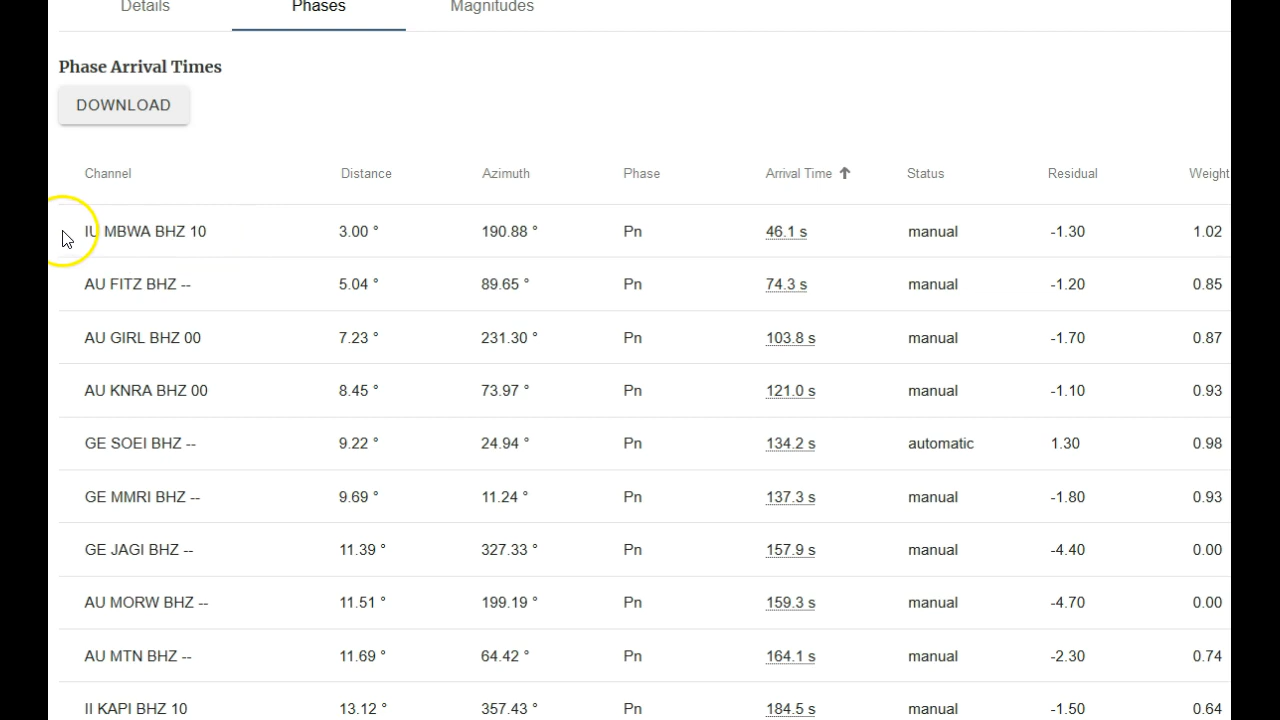 Details Phases Magnitudes
Phase Arrival Times
DOWNLOAD
Channel Distance Azimuth Phase Arrival Time Status Residual Weight
IU MBWA BHZ 10 3.00 ° 190.88 ° Pn 46.1 s manual -1.30 1.02
AU FITZ BHZ -- 5.04 ° 89.65 ° Pn 74.3 s manual -1.20 0.85
AU GIRL BHZ 00 7.23 ° 231.30 ° Pn 103.8 s manual -1.70 0.87
AU KNRA BHZ 00 8.45 ° 73.97 ° Pn 121.0 s manual -1.10 0.93
GE SOEI BHZ -- 9.22 ° 24.94 ° Pn 134.2 s automatic 1.30 0.98
GE MMRI BHZ -- 9.69 ° 11.24 ° Pn 137.3 s manual -1.80 0.93
GE JAGI BHZ -- 11.39 ° 327.33 ° Pn 157.9 s manual -4.40 0.00
AU MORW BHZ -- 11.51 ° 199.19 ° Pn 159.3 s manual -4.70 0.00
AU MTN BHZ -- 11.69 ° 64.42 ° Pn 164.1 s manual -2.30 0.74
II KAPI BHZ 10 13.12 ° 357.43 ° Pn 184.5 s manual -1.50 0.64